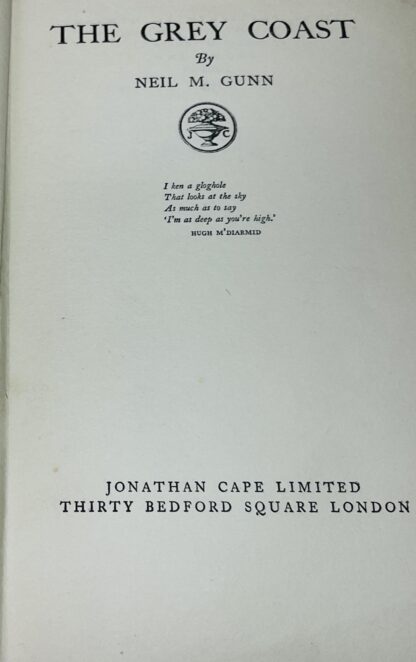 THE GREY COAST
By
NEIL M. GUNN
J C
I ken a gloghole
That looks at the sky
As much as to say
'I'm as deep as you're high.'
HUGH M'DIARMID
JONATHAN CAPE LIMITED
THIRTY BEDFORD SQUARE LONDON